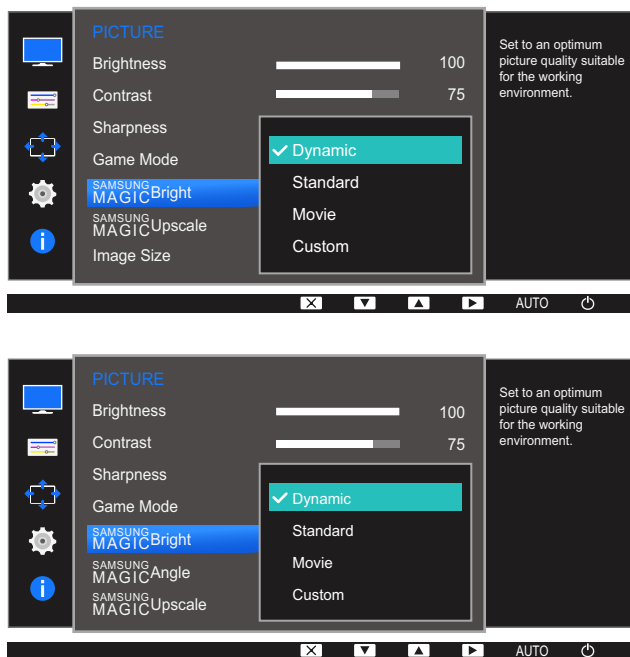 PICTURE
Brightness 100
Contrast 75
Sharpness
Game Mode
SAMSUNG
MAGICBright
SAMSUNG
MAGICUpscale
Image Size
Dynamic
Standard
Movie
Custom
Set to an optimum
picture quality suitable
for the working
environment.
AUTO
PICTURE
Brightness 100
Contrast 75
Sharpness
Game Mode
SAMSUNG
MAGICBright
SAMSUNG
MAGICAngle
SAMSUNG
MAGICUpscale
Dynamic
Standard
Movie
Custom
Set to an optimum
picture quality suitable
for the working
environment.
AUTO